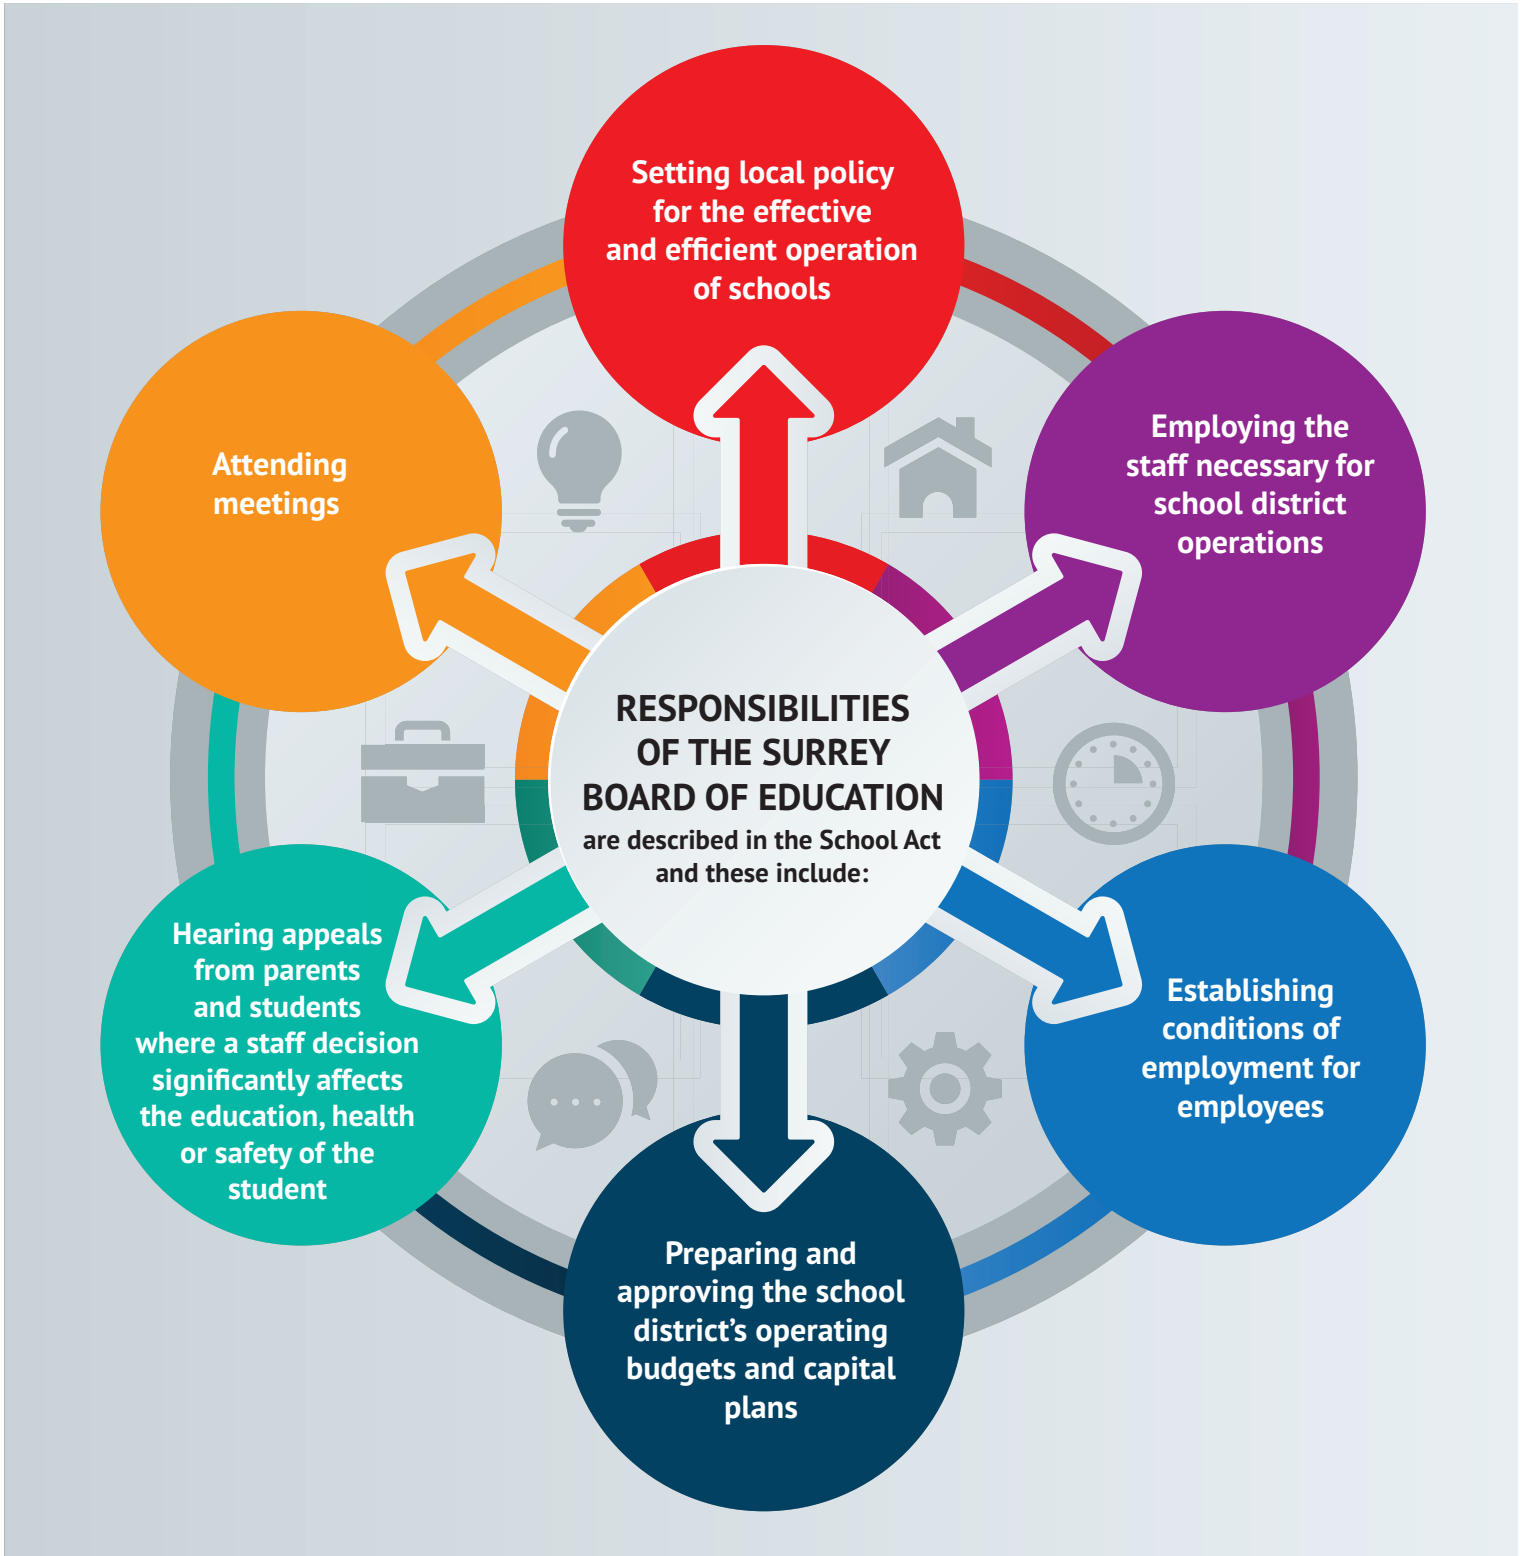 RESPONSIBILITIES
OF THE SURREY
BOARD OF EDUCATION
are described in the School Act
and these include:
Setting local policy
for the effective
and efficient operation
of schools
Employing the
staff necessary for
school district
operations
Establishing
conditions of
employment for
employees
Preparing and
approving the school
district’s operating
budgets and capital
plans
Hearing appeals
from parents
and students
where a staff decision
significantly affects
the education, health
or safety of the
student
Attending
meetings